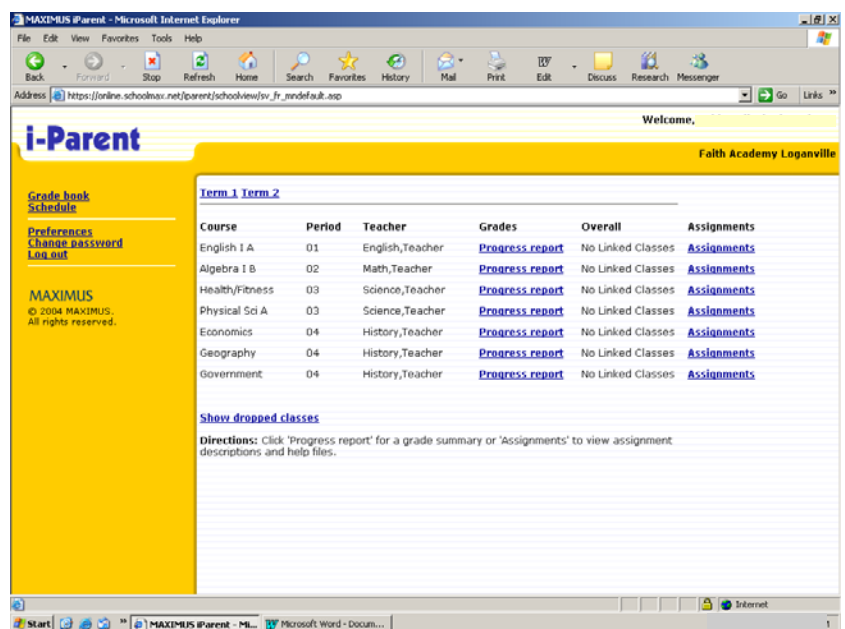 MAXIMUS iParent - Microsoft Internet Explorer
File Edit View Favorites Tools Help
Back Forward Stop Refresh Home Search Favorites History Mail Print Edit Discuss Research Messenger
Address https://online.schoolmax.net/iparent/schoolview/sv_fr_mndefault.asp Go Links »
i-Parent
Welcome,
Faith Academy Loganville
Grade book
Schedule
Preferences
Change password
Log out
MAXIMUS
© 2004 MAXIMUS.
All rights reserved.
Term 1 Term 2
Course Period Teacher Grades Overall Assignments
English I A 01 English,Teacher Progress report No Linked Classes Assignments
Algebra I B 02 Math,Teacher Progress report No Linked Classes Assignments
Health/Fitness 03 Science,Teacher Progress report No Linked Classes Assignments
Physical Sci A 03 Science,Teacher Progress report No Linked Classes Assignments
Economics 04 History,Teacher Progress report No Linked Classes Assignments
Geography 04 History,Teacher Progress report No Linked Classes Assignments
Government 04 History,Teacher Progress report No Linked Classes Assignments
Show dropped classes
Directions: Click 'Progress report' for a grade summary or 'Assignments' to view assignment
descriptions and help files.
Internet
Start » MAXIMUS iParent - Mi... Microsoft Word - Docum...